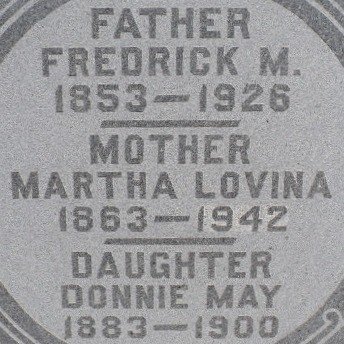 FATHER
FREDRICK M.
1853—1926
MOTHER
MARTHA LOVINA
1863—1942
DAUGHTER
DONNIE MAY
1883—1900